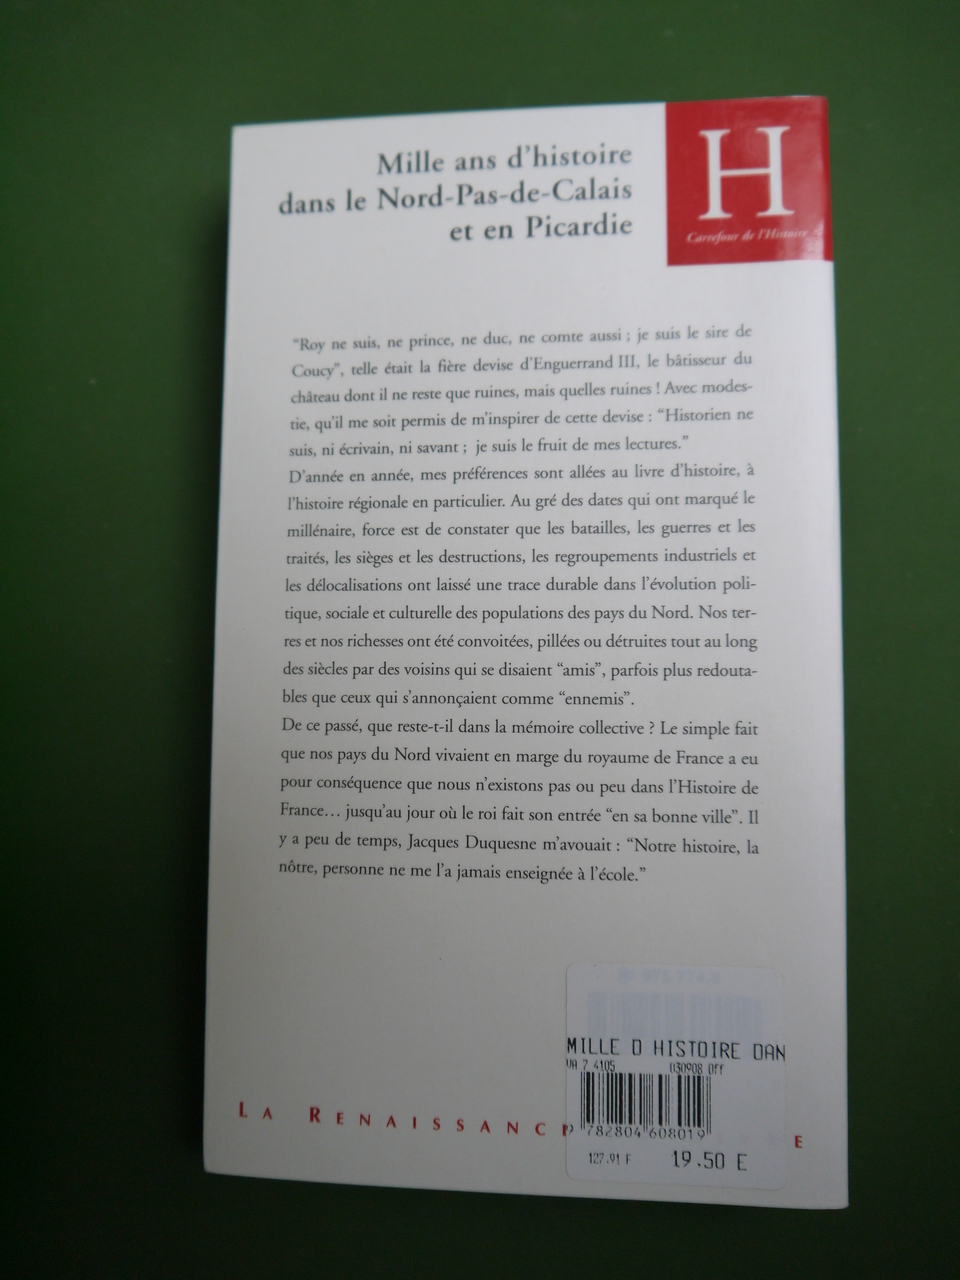 Mille ans d'histoire
dans le Nord-Pas-de-Calais
et en Picardie
H
Carrefour de l'Histoire
"Roy ne suis, ne prince, ne duc, ne comte aussi ; je suis le sire de
Coucy", telle était la fière devise d'Enguerrand III, le bâtisseur du
château dont il ne reste que ruines, mais quelles ruines ! Avec modes-
tie, qu'il me soit permis de m'inspirer de cette devise : "Historien ne
suis, ni écrivain, ni savant ; je suis le fruit de mes lectures."
D'année en année, mes préférences sont allées au livre d'histoire, à
l'histoire régionale en particulier. Au gré des dates qui ont marqué le
millénaire, force est de constater que les batailles, les guerres et les
traités, les sièges et les destructions, les regroupements industriels et
les délocalisations ont laissé une trace durable dans l'évolution poli-
tique, sociale et culturelle des populations des pays du Nord. Nos ter-
res et nos richesses ont été convoitées, pillées ou détruites tout au long
des siècles par des voisins qui se disaient "amis", parfois plus redouta-
bles que ceux qui s'annonçaient comme "ennemis".
De ce passé, que reste-t-il dans la mémoire collective ? Le simple fait
que nos pays du Nord vivaient en marge du royaume de France a eu
pour conséquence que nous n'existons pas ou peu dans l'Histoire de
France... jusqu'au jour où le roi fait son entrée "en sa bonne ville". Il
y a peu de temps, Jacques Duquesne m'avouait : "Notre histoire, la
nôtre, personne ne me l'a jamais enseignée à l'école."
MILLE D HISTOIRE DAN
VA 7 4105 030908 Off
9 782804 608019
127.91 F 19.50 E
LA RENAISSANC E